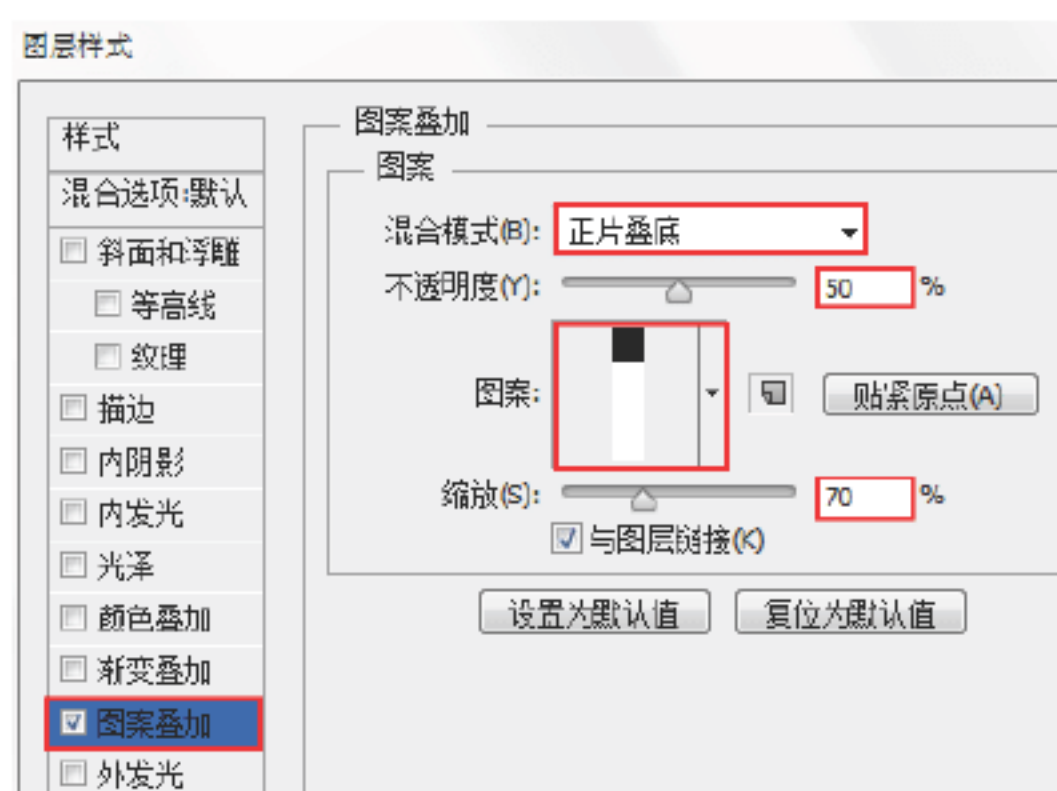 图层样式
样式
混合选项:默认
斜面和浮雕
等高线
纹理
描边
内阴影
内发光
光泽
颜色叠加
渐变叠加
图案叠加
外发光
图案叠加
图案
混合模式(B): 正片叠底
不透明度(Y): 50 %
图案: 贴紧原点(A)
缩放(S): 70 %
与图层链接(K)
设置为默认值 复位为默认值